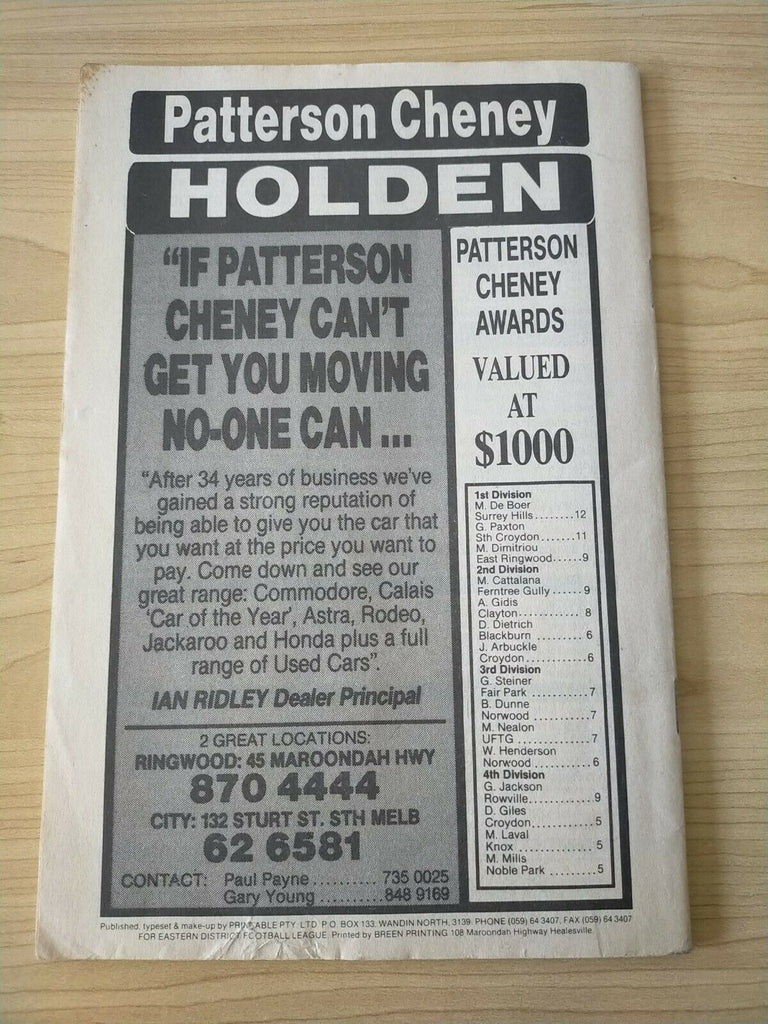 Patterson Cheney
HOLDEN
"IF PATTERSON
CHENEY CAN'T
GET YOU MOVING
NO-ONE CAN ...
"After 34 years of business we've
gained a strong reputation of
being able to give you the car that
you want at the price you want to
pay. Come down and see our
great range: Commodore, Calais
'Car of the Year', Astra, Rodeo,
Jackaroo and Honda plus a full
range of Used Cars".
IAN RIDLEY Dealer Principal
2 GREAT LOCATIONS:
RINGWOOD: 45 MAROONDAH HWY
870 4444
CITY: 132 STURT ST. STH MELB
62 6581
CONTACT: Paul Payne .......... 735 0025
Gary Young ..........848 9169
PATTERSON
CHENEY
AWARDS
VALUED
AT
$1000
1st Division
M. De Boer
Surrey Hills........12
G. Paxton
Sth Croydon.......11
M. Dimitriou
East Ringwood......9
2nd Division
M. Cattalana
Ferntree Gully......9
A. Gidis
Clayton............ 8
D. Dietrich
Blackburn ......... 6
J. Arbuckle
Croydon............6
3rd Division
G. Steiner
Fair Park ..........7
B. Dunne
Norwood ..........7
M. Nealon
UFTG ..............7
W. Henderson
Norwood .......... 6
4th Division
G. Jackson
Rowville............9
D. Giles
Croydon............5
M. Laval
Knox .............. 5
M. Mills
Noble Park .........5
Published, typeset & make-up by PRINTABLE PTY. LTD. P.O. BOX 133, WANDIN NORTH, 3139. PHONE (059) 64 3407, FAX (059) 64 3407
FOR EASTERN DISTRICT FOOTBALL LEAGUE. Printed by BREEN PRINTING 108 Maroondah Highway Healesville.